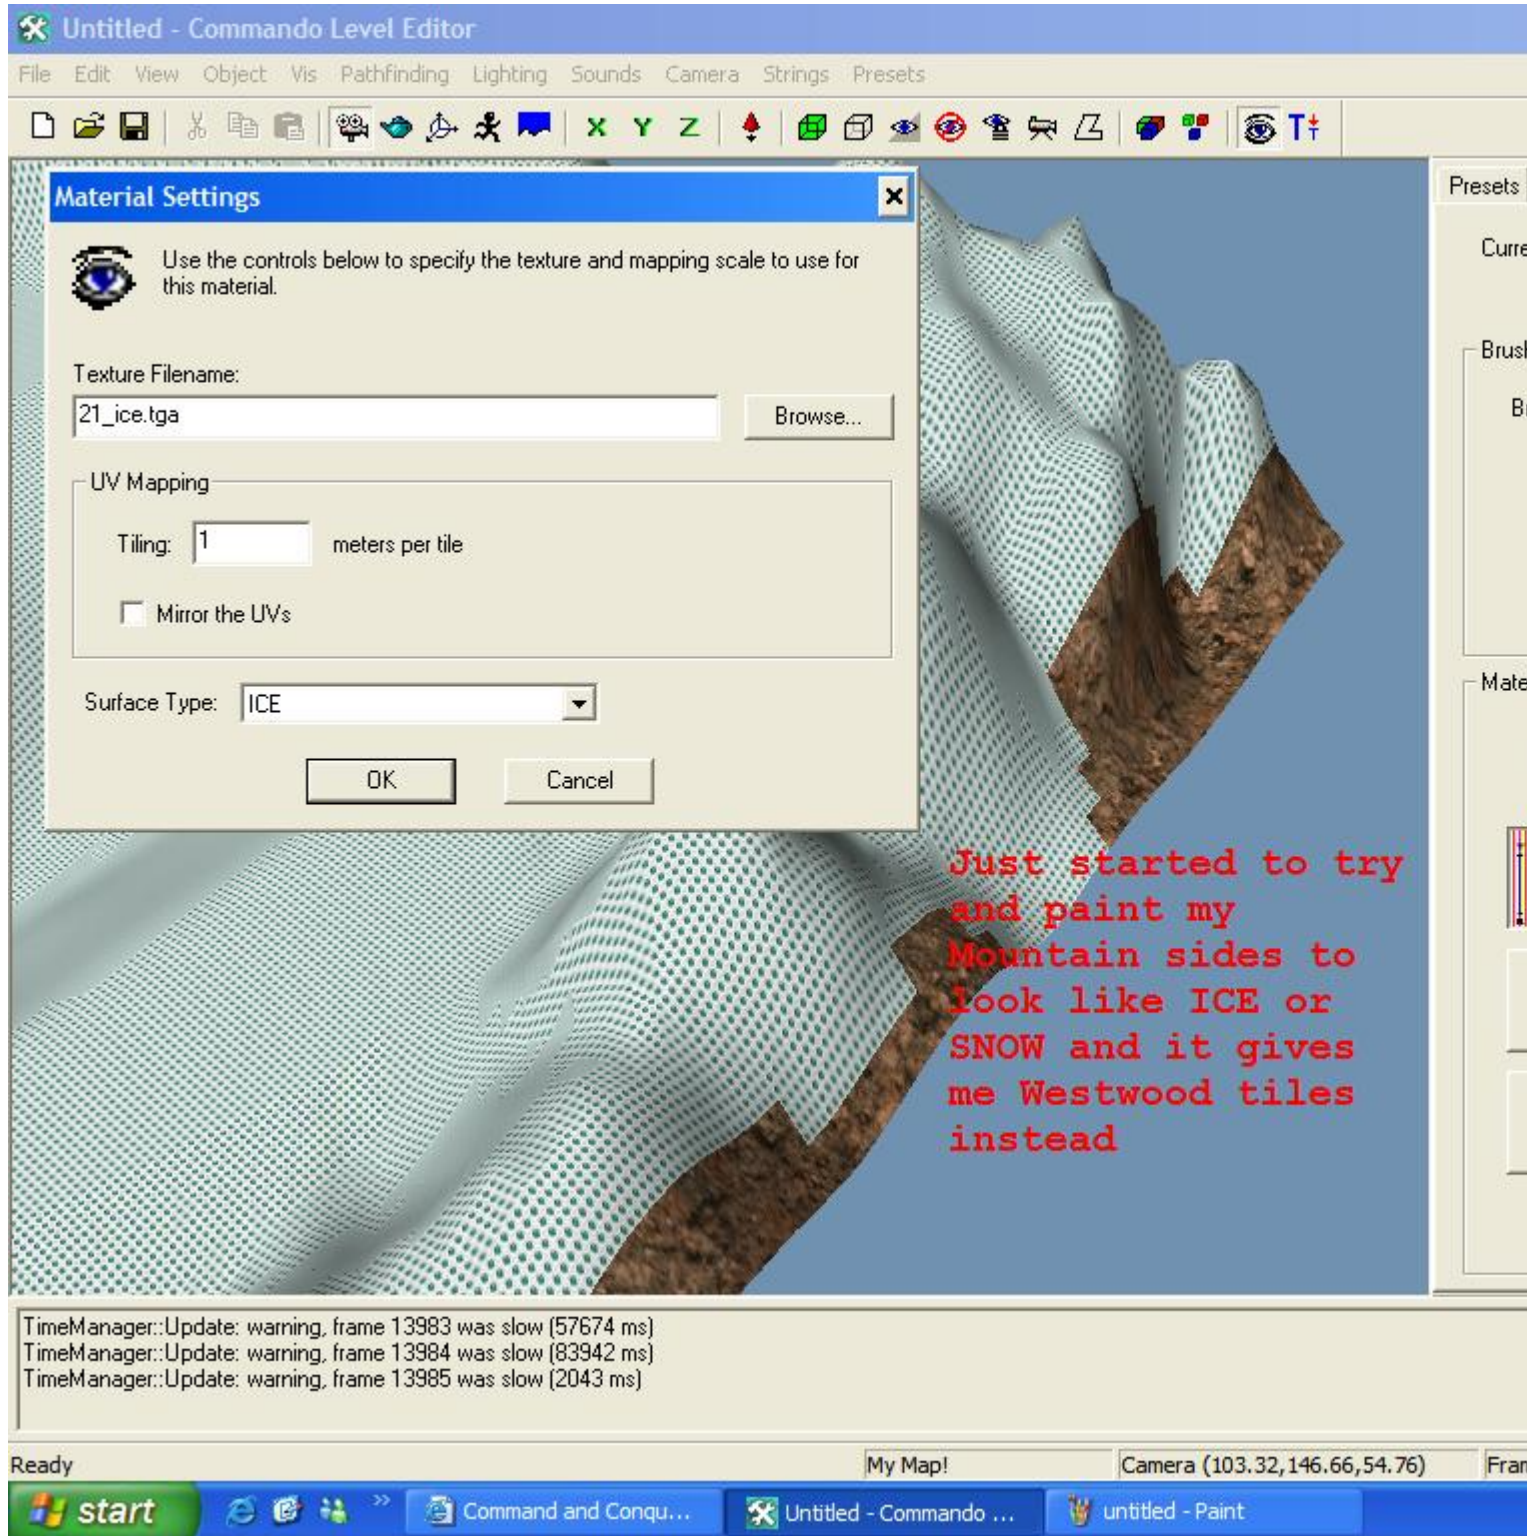 Untitled - Commando Level Editor
File Edit View Object Vis Pathfinding Lighting Sounds Camera Strings Presets
X Y Z
Material Settings
Presets
Use the controls below to specify the texture and mapping scale to use for
this material.
Texture Filename:
21_ice.tga
Browse...
UV Mapping
Tiling: 1 meters per tile
Mirror the UVs
Surface Type: ICE
OK Cancel
Just started to try
and paint my
Mountain sides to
look like ICE or
SNOW and it gives
me Westwood tiles
instead
TimeManager::Update: warning, frame 13983 was slow (57674 ms)
TimeManager::Update: warning, frame 13984 was slow (83942 ms)
TimeManager::Update: warning, frame 13985 was slow (2043 ms)
Ready My Map! Camera (103.32,146.66,54.76)
start Command and Conqu... Untitled - Commando ... untitled - Paint